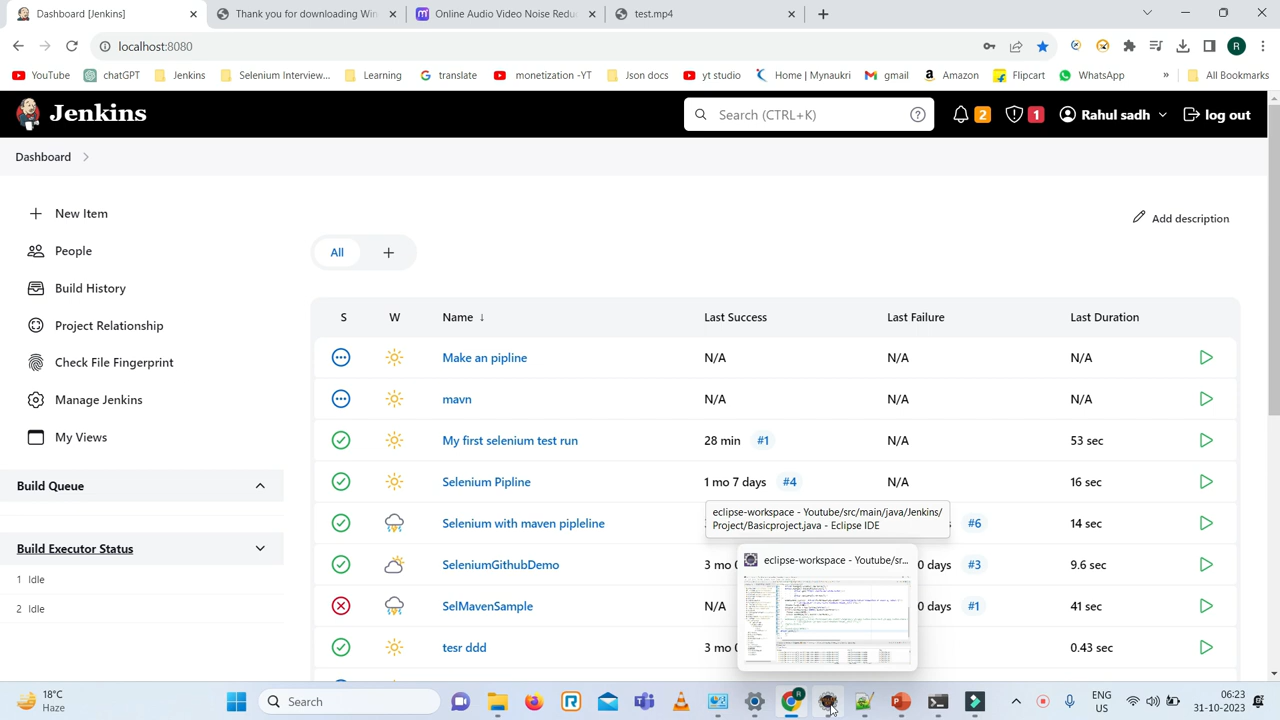 Dashboard [Jenkins]
Thank you for downloading Win
Online Audio Video Noise Redu
test.mp4
localhost:8080
YouTube
chatGPT
Jenkins
Selenium Interview...
Learning
translate
monetization -YT
Json docs
yt studio
Home | Mynaukri
gmail
Amazon
Flipcart
WhatsApp
»
All Bookmarks
R
Jenkins
Search (CTRL+K)
2
1
Rahul sadh
log out
Dashboard
New Item
People
Build History
Project Relationship
Check File Fingerprint
Manage Jenkins
My Views
Build Queue
Build Executor Status
1 Idle
2 Idle
Add description
All
S W Name ↓ Last Success Last Failure Last Duration
Make an pipline N/A N/A N/A
mavn N/A N/A N/A
My first selenium test run 28 min #1 N/A 53 sec
Selenium Pipline 1 mo 7 days #4 N/A 16 sec
Selenium with maven pipleline #6 14 sec
SeleniumGithubDemo 3 mo 0 days #3 9.6 sec
SelMavenSample N/A 0 days #1 sec
tesr ddd 3 mo 0.43 sec
eclipse-workspace - Youtube/src/main/java/Jenkins/
Project/Basicproject.java - Eclipse IDE
eclipse-workspace - Youtube/sr...
18°C
Haze
Search
R
ENG
US
06:23
31-10-2023